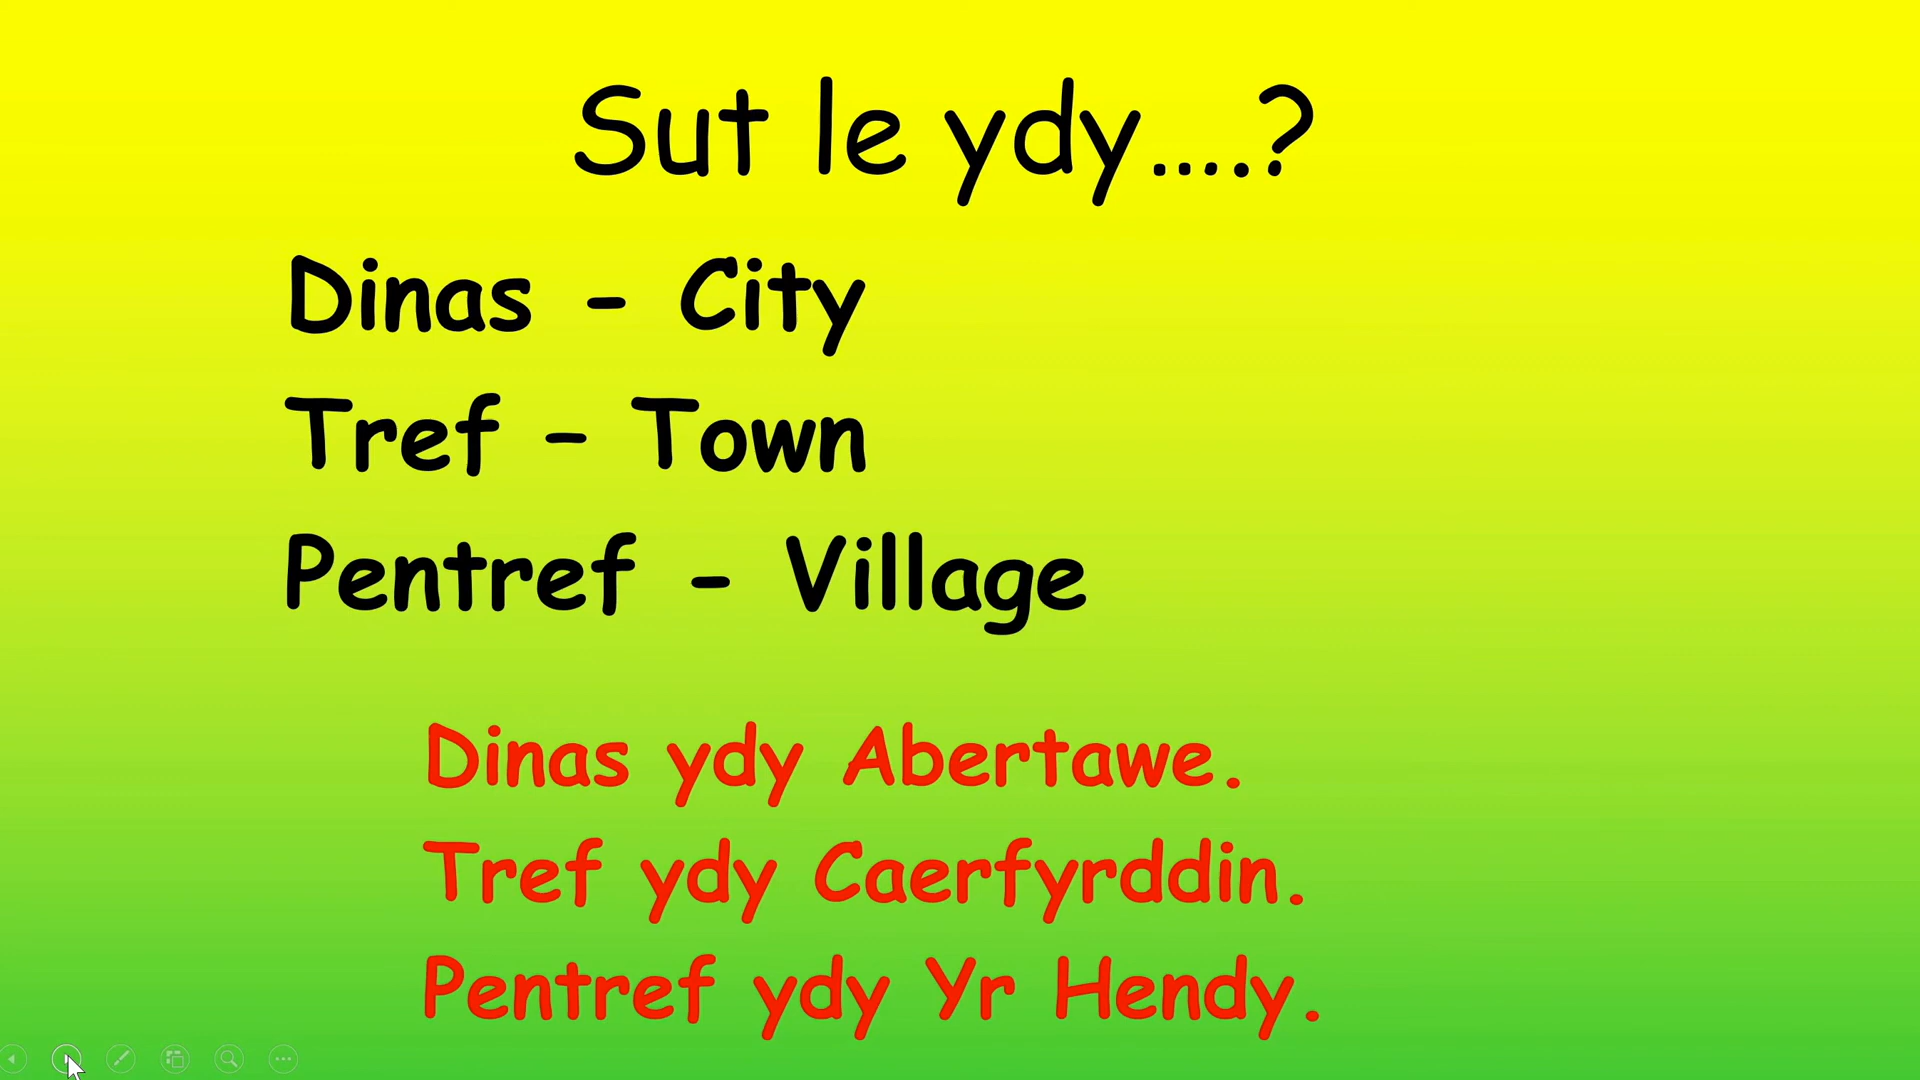 Sut le ydy….?
Dinas - City
Tref – Town
Pentref - Village
Dinas ydy Abertawe.
Tref ydy Caerfyrddin.
Pentref ydy Yr Hendy.